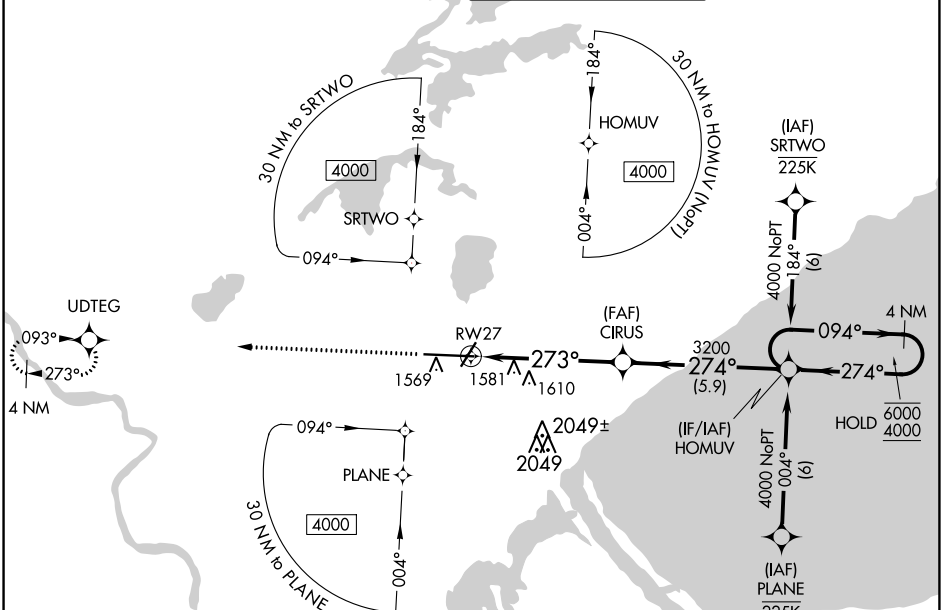 30 NM to SRTWO
184°
4000
SRTWO
094°
184°
HOMUV
30 NM to HOMUV (NoPT)
4000
004°
(IAF)
SRTWO
225K
4000 NoPT
184°
(6)
UDTEG
093°
273°
4 NM
RW27
1569
1581
1610
273°
(FAF)
CIRUS
3200
274°
(5.9)
094°
4 NM
274°
HOLD
6000
4000
(IF/IAF)
HOMUV
2049±
2049
4000 NoPT
004°
(6)
(IAF)
PLANE
094°
PLANE
4000
004°
30 NM to PLANE